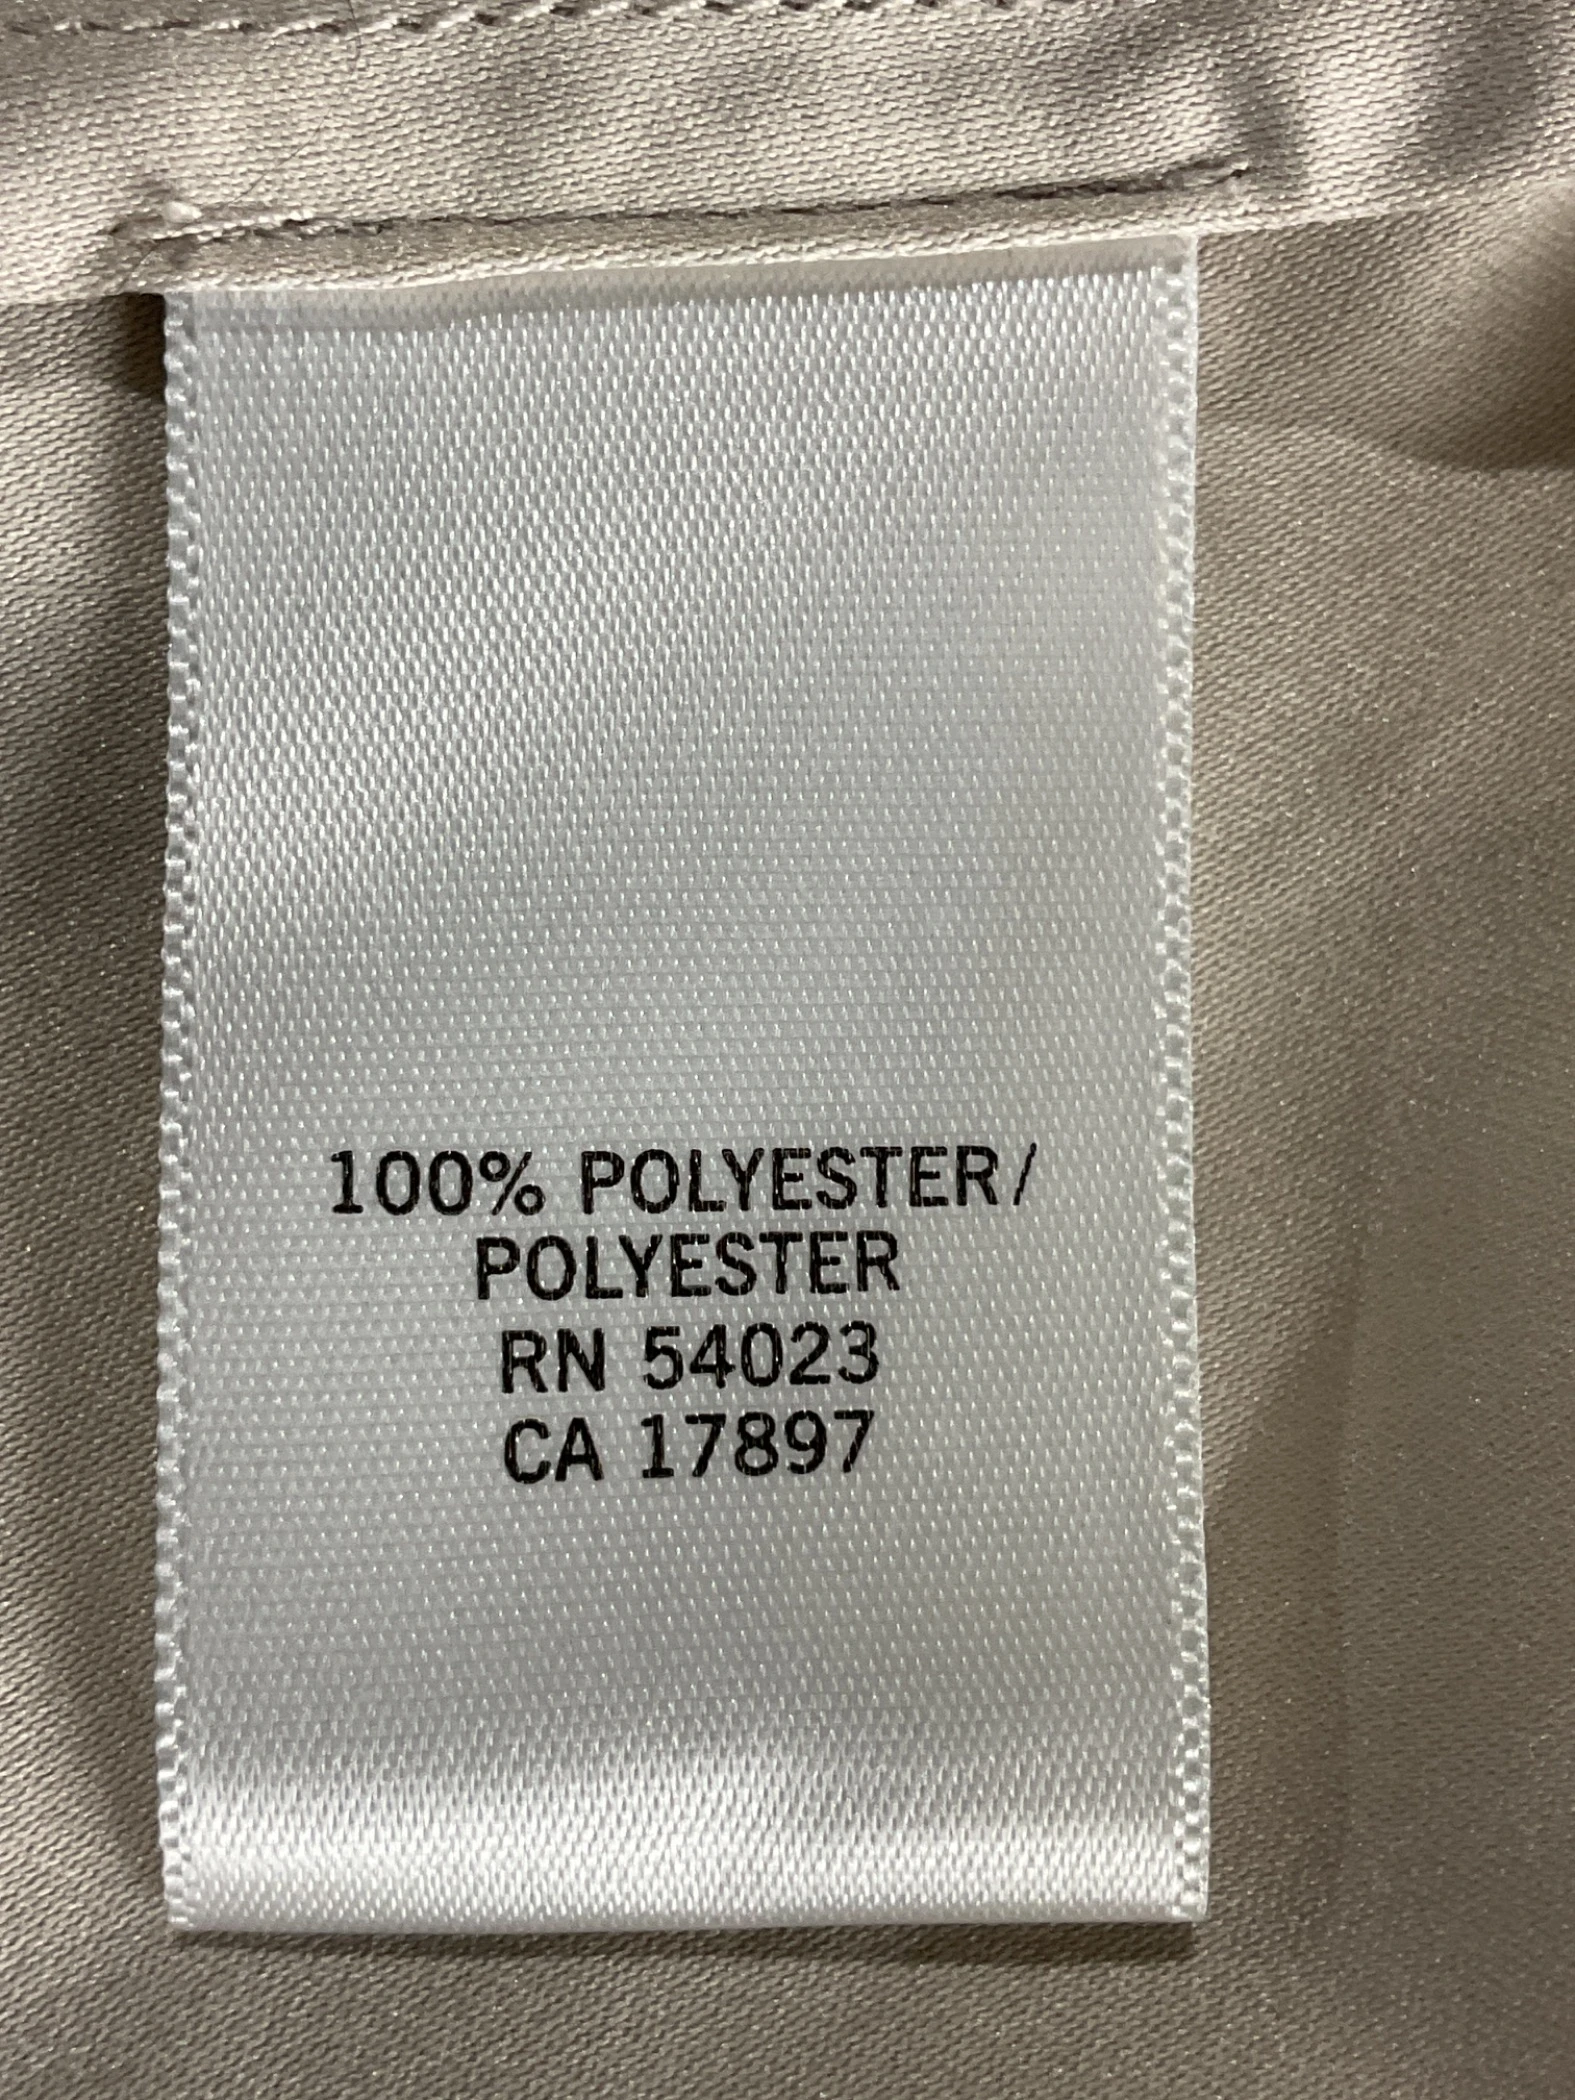 100% POLYESTER/
POLYESTER
RN 54023
CA 17897